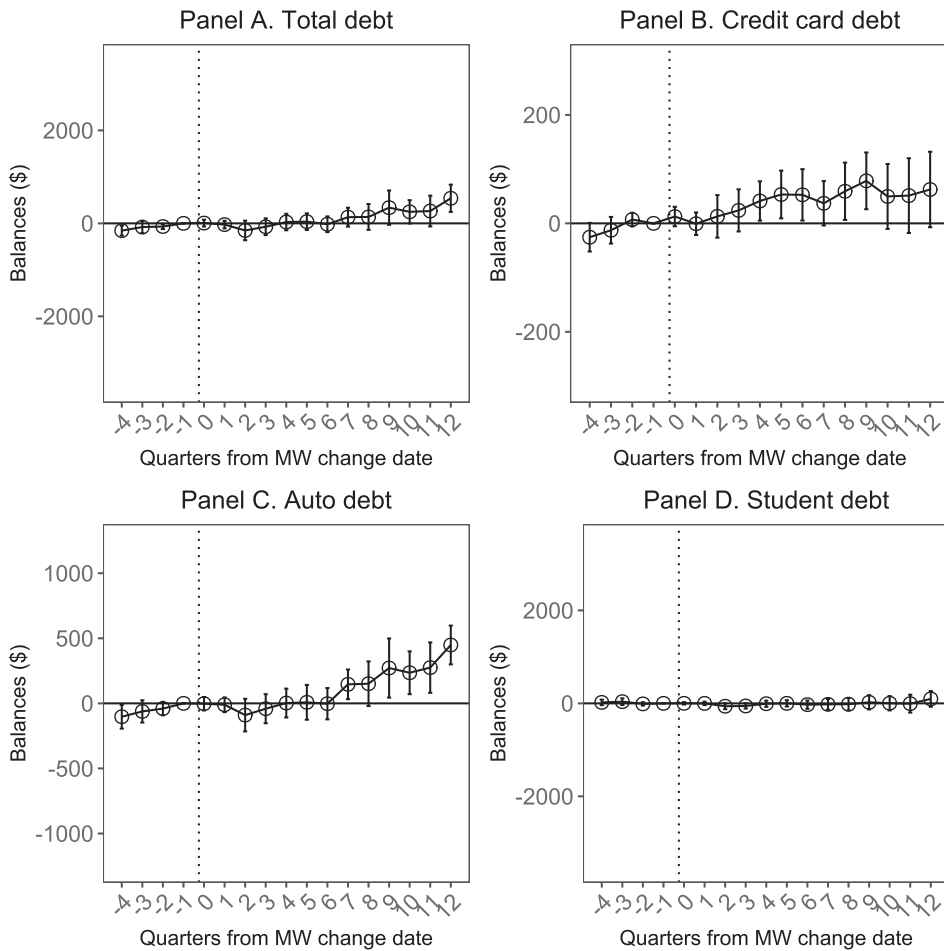 Panel A. Total debt
Balances ($)
2000
0
-2000
-4 -3 -2 -1 0 1 2 3 4 5 6 7 8 9 10 11 12
Quarters from MW change date
Panel B. Credit card debt
Balances ($)
200
0
-200
-4 -3 -2 -1 0 1 2 3 4 5 6 7 8 9 10 11 12
Quarters from MW change date
Panel C. Auto debt
Balances ($)
1000
500
0
-500
-1000
-4 -3 -2 -1 0 1 2 3 4 5 6 7 8 9 10 11 12
Quarters from MW change date
Panel D. Student debt
Balances ($)
2000
0
-2000
-4 -3 -2 -1 0 1 2 3 4 5 6 7 8 9 10 11 12
Quarters from MW change date